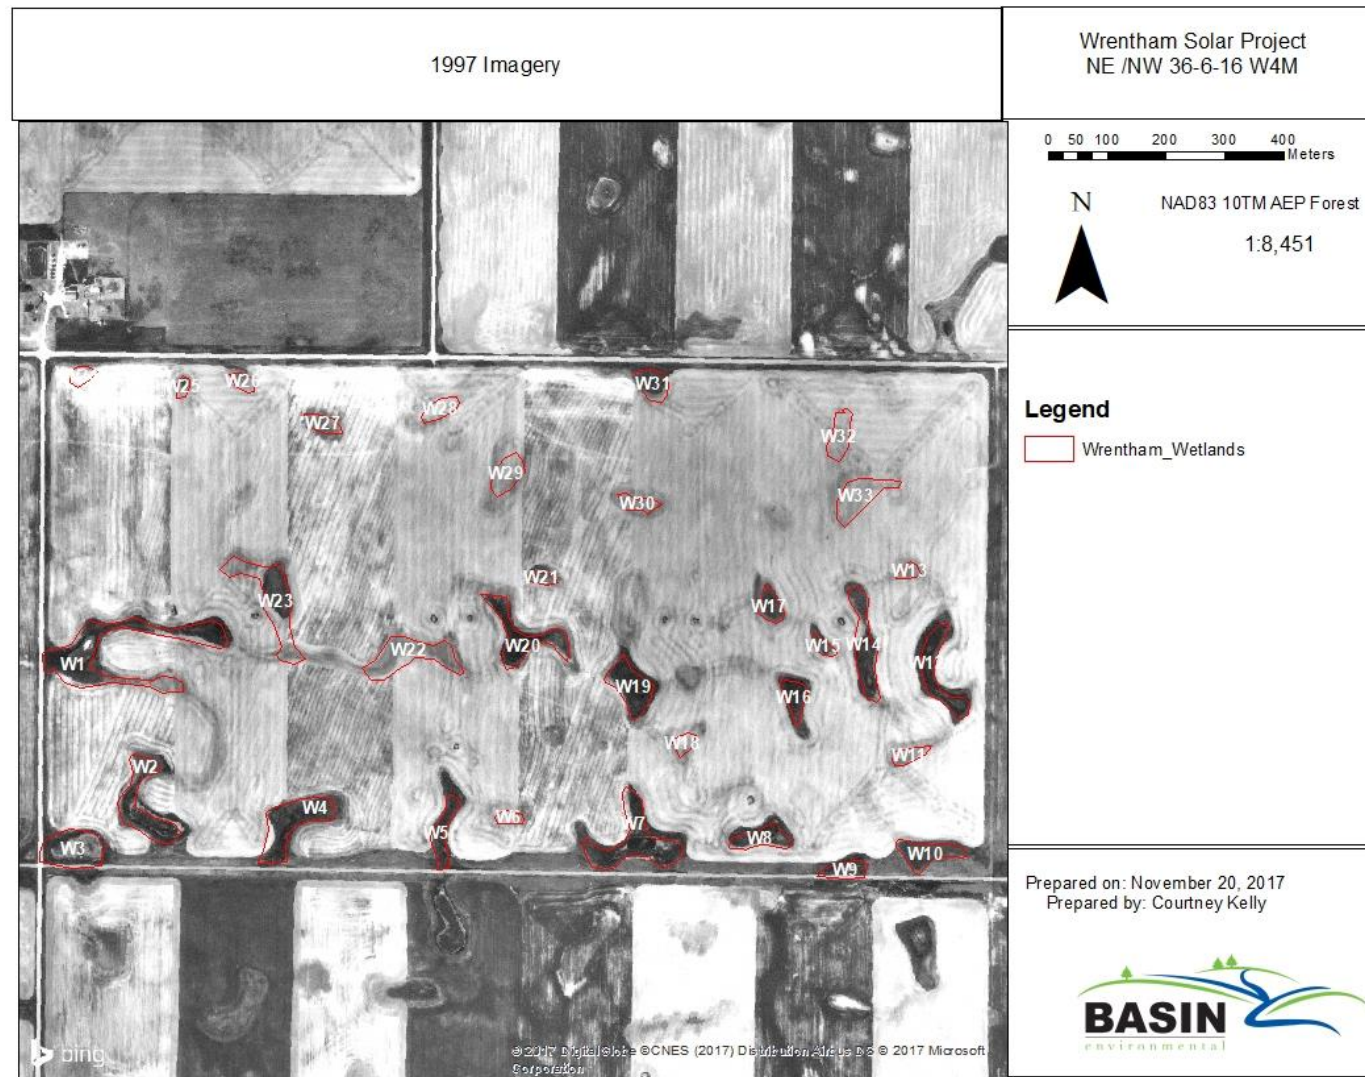 1997 Imagery
Wrentham Solar Project
NE /NW 36-6-16 W4M
0 50 100 200 300 400
Meters
N
NAD83 10TM AEP Forest
1:8,451
Legend
Wrentham_Wetlands
W25
W26
W27
W28
W31
W32
W29
W30
W33
W21
W13
W23
W17
W1
W22
W20
W15
W14
W12
W19
W16
W18
W11
W2
W4
W6
W5
W7
W8
W3
W9
W10
Prepared on: November 20, 2017
Prepared by: Courtney Kelly
BASIN
environmental
bing
© 2017 DigitalGlobe ©CNES (2017) Distribution Airbus DS © 2017 Microsoft
Corporation